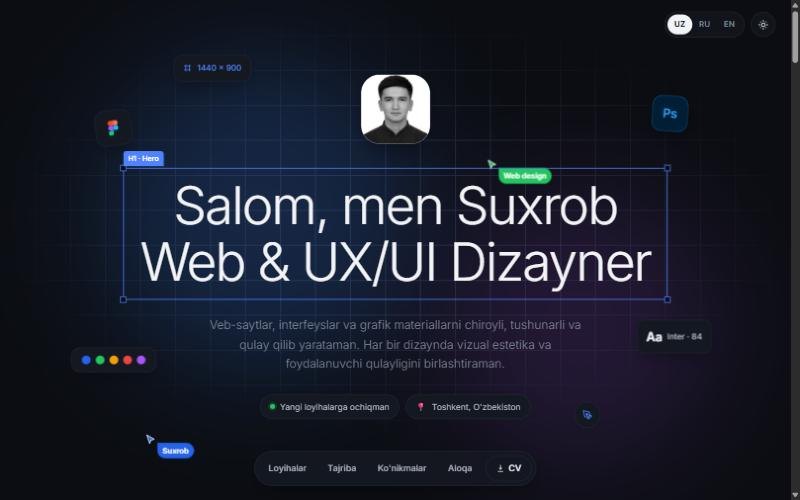 UZ RU EN
1440 × 900
Ps
H1 · Hero
Web design
Salom, men Suxrob
Web & UX/UI Dizayner
Veb-saytlar, interfeyslar va grafik materiallarni chiroyli, tushunarli va
qulay qilib yarataman. Har bir dizaynda vizual estetika va
foydalanuvchi qulayligini birlashtiraman.
Aa Inter · 84
Yangi loyihalarga ochiqman
Toshkent, O'zbekiston
Suxrob
Loyihalar Tajriba Ko'nikmalar Aloqa CV